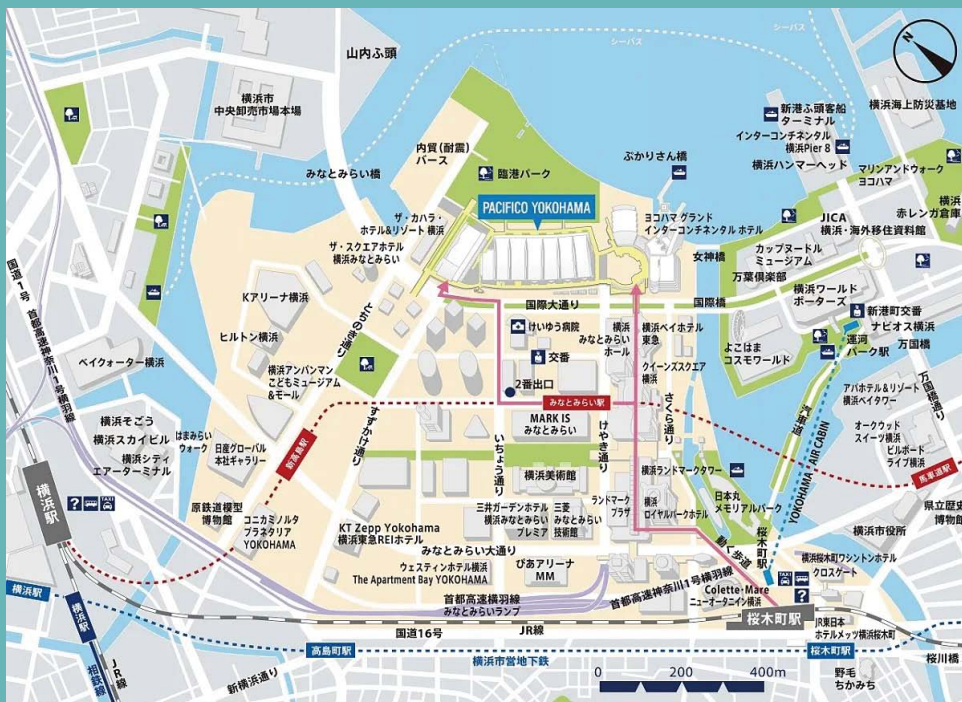 山内ふ頭
横浜市
中央卸売市場本場
シーバス
シーバス
N
横浜海上防災基地
新港ふ頭客船
ターミナル
インターコンチネンタル
横浜Pier 8
横浜ハンマーヘッド
マリンアンドウォーク
ヨコハマ
横浜
赤レンガ倉庫
内貿(耐震)
バース
臨港パーク
ぷかりさん橋
みなとみらい橋
PACIFICO YOKOHAMA
ザ・カハラ・
ホテル&リゾート 横浜
ザ・スクエアホテル
横浜みなとみらい
ヨコハマ グランド
インターコンチネンタル ホテル
JICA
横浜・海外移住資料館
カップヌードル
ミュージアム
女神橋
万葉倶楽部
横浜ワールド
ポーターズ
国際大通り
国際橋
新港町交番
ナビオス横浜
運河
パーク駅
万国橋
国道1号 首都高速神奈川1号横羽線
Kアリーナ横浜
ヒルトン横浜
とちのき通り
けいゆう病院
交番
2番出口
横浜
みなとみらい
ホール
横浜ベイホテル
東急
クイーンズスクエア
横浜
よこはま
コスモワールド
ベイクォーター横浜
横浜アンパンマン
こどもミュージアム
&モール
みなとみらい駅
MARK IS
みなとみらい
さくら通り
汽車道
YOKOHAMA AIR CABIN
万国橋通り
アパホテル&リゾート
横浜ベイタワー
オークウッド
スイーツ横浜
ビルボード
ライブ横浜
横浜そごう
横浜スカイビル
横浜シティ
エアーターミナル
はまみらい
ウォーク
日産グローバル
本社ギャラリー
新高島駅
すずかけ通り
いちょう通り
けやき通り
横浜美術館
横浜ランドマークタワー
馬車道駅
横浜駅
?
TAXI
原鉄道模型
博物館
コニカミノルタ
プラネタリア
YOKOHAMA
KT Zepp Yokohama
横浜東急REIホテル
三井ガーデンホテル
横浜みなとみらい
プレミア
三菱
みなとみらい
技術館
ランドマーク
プラザ
横浜
ロイヤルパークホテル
日本丸
メモリアルパーク
県立歴史
博物館
横浜市役所
みなとみらい大通り
動く歩道
桜木町駅
横浜桜木町ワシントンホテル
クロスゲート
ウェスティンホテル横浜
The Apartment Bay YOKOHAMA
ぴあアリーナ
MM
首都高速神奈川1号横羽線
Colette・Mare
ニューオータニイン横浜
TAXI
?
横浜駅
横浜駅
首都高速横羽線
みなとみらいランプ
桜木町駅
JR東日本
ホテルメッツ横浜桜木町
国道16号
JR線
高島町駅
横浜市営地下鉄
桜木町駅
桜川橋
相鉄線
JR線
新横浜通り
0
200
400m
野毛
ちかみち